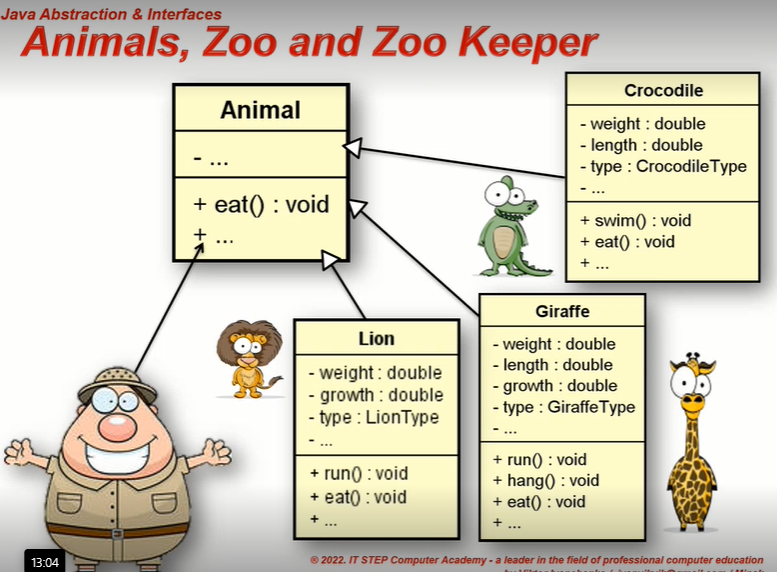 Java Abstraction & Interfaces
Animals, Zoo and Zoo Keeper
Animal
- ...
+ eat() : void
+ ...
Crocodile
- weight : double
- length : double
- type : CrocodileType
- ...
+ swim() : void
+ eat() : void
+ ...
Lion
- weight : double
- growth : double
- type : LionType
- ...
+ run() : void
+ eat() : void
+ ...
Giraffe
- weight : double
- length : double
- growth : double
- type : GiraffeType
- ...
+ run() : void
+ hang() : void
+ eat() : void
+ ...
13:04
© 2022. IT STEP Computer Academy - a leader in the field of professional computer education